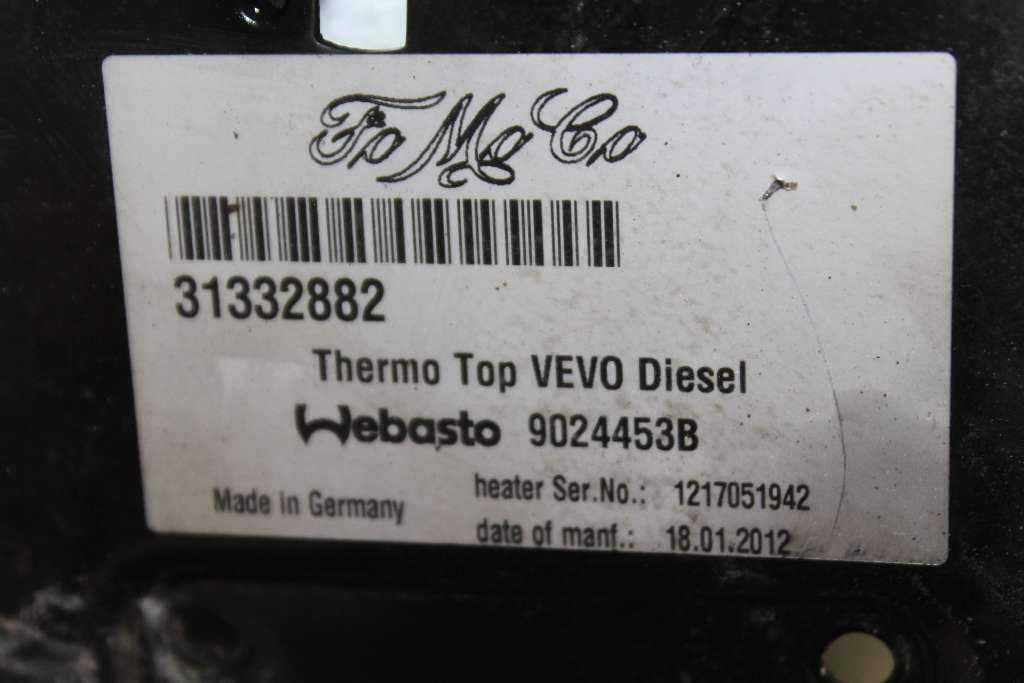 FoMoCo
31332882
Thermo Top VEVO Diesel
Webasto 9024453B
heater Ser.No.: 1217051942
Made in Germany
date of manf.: 18.01.2012